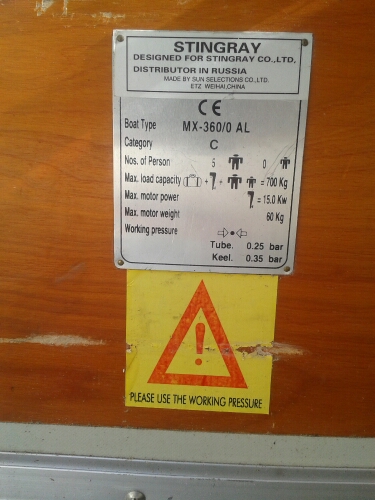 STINGRAY
DESIGNED FOR STINGRAY CO.,LTD.
DISTRIBUTOR IN RUSSIA
MADE BY SUN SELECTIONS CO.,LTD.
ETZ WEIHAI,CHINA
CE
Boat Type MX-360/0 AL
Category C
Nos. of Person 5 0
Max. load capacity + + = 700 Kg
Max. motor power = 15.0 Kw
Max. motor weight 60 Kg
Working pressure
Tube. 0.25 bar
Keel. 0.35 bar
!
PLEASE USE THE WORKING PRESSURE